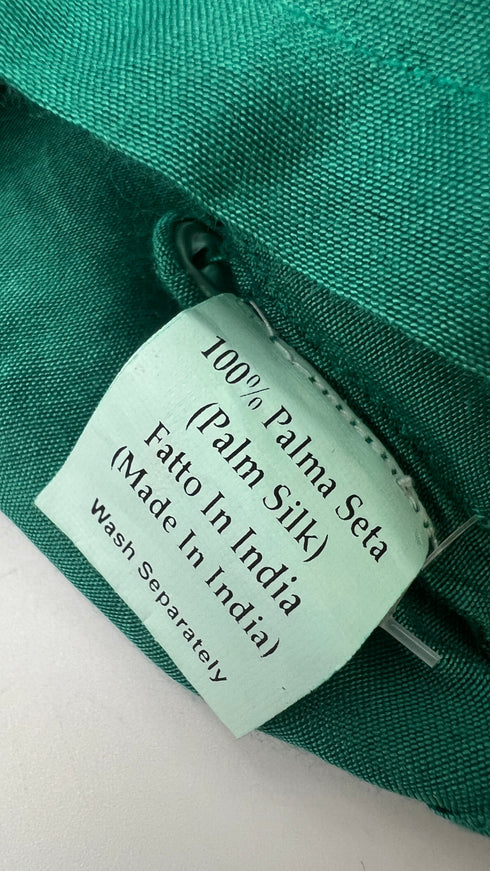 100% Palma Seta
(Palm Silk)
Fatto In India
(Made In India)
Wash Separately